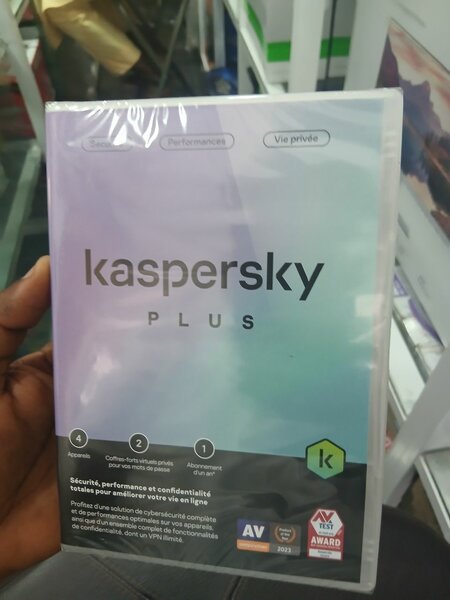 Sécurité
Performances
Vie privée
kaspersky
PLUS
4
Appareils
2
Coffres-forts virtuels privés
pour vos mots de passe
1
Abonnement
d'un an*
Sécurité, performance et confidentialité
totales pour améliorer votre vie en ligne
Profitez d'une solution de cybersécurité complète
et de performances optimales sur vos appareils,
ainsi que d'un ensemble complet de fonctionnalités
de confidentialité, dont un VPN illimité.
k
AV
2023
AV
TEST
AWARD